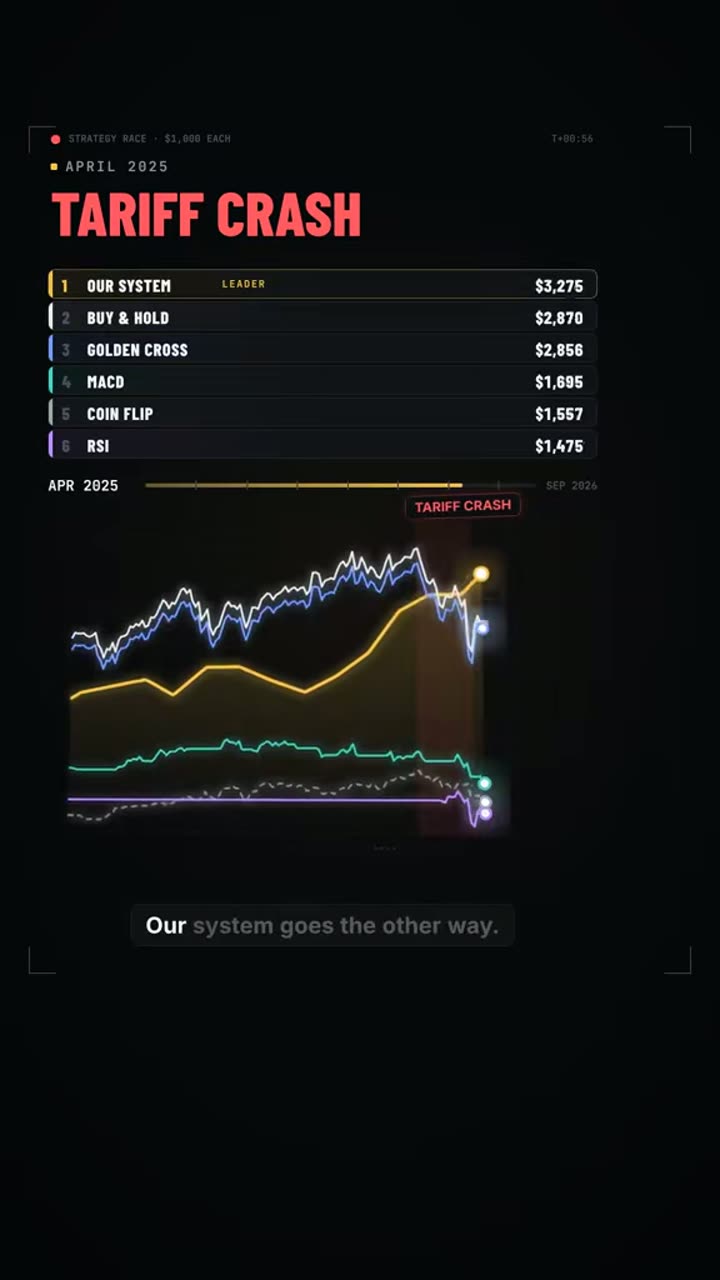 STRATEGY RACE · $1,000 EACH T+00:56
APRIL 2025
TARIFF CRASH
1 OUR SYSTEM LEADER $3,275
2 BUY & HOLD $2,870
3 GOLDEN CROSS $2,856
4 MACD $1,695
5 COIN FLIP $1,557
6 RSI $1,475
APR 2025 SEP 2026
TARIFF CRASH
Our system goes the other way.